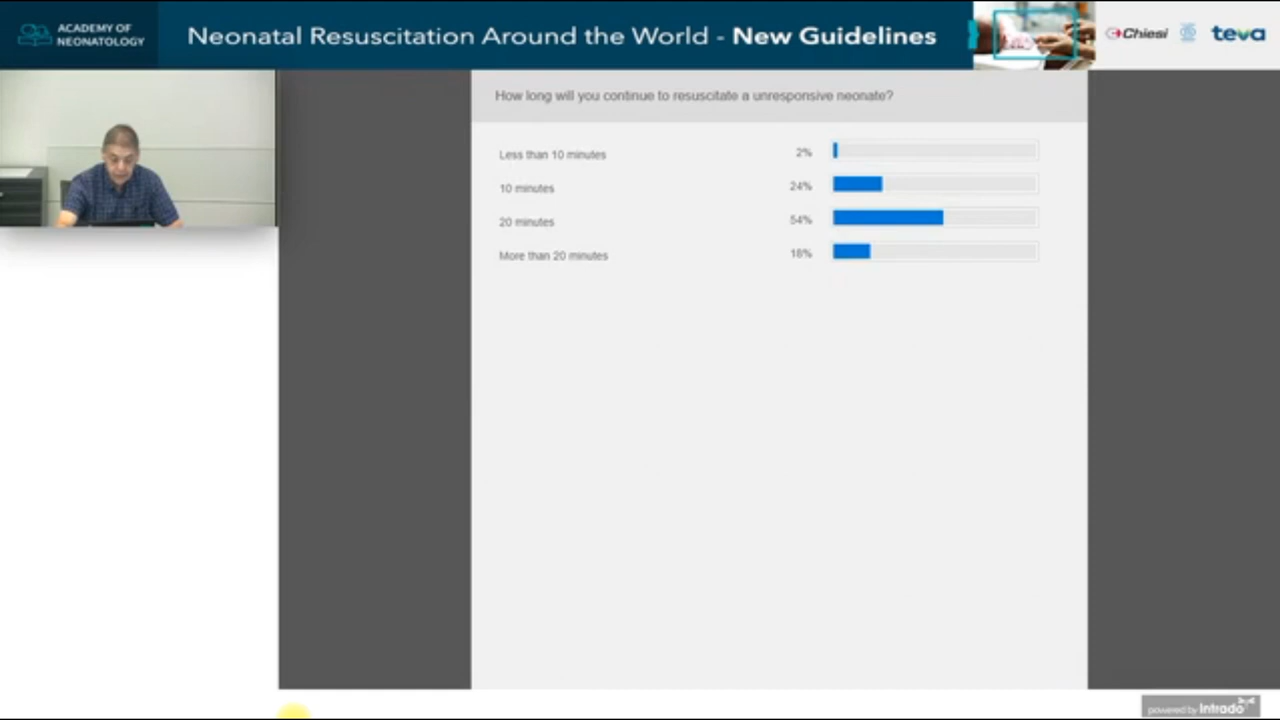 ACADEMY OF
NEONATOLOGY
Neonatal Resuscitation Around the World - New Guidelines
Chiesi
teva
How long will you continue to resuscitate a unresponsive neonate?
Less than 10 minutes 2%
10 minutes 24%
20 minutes 54%
More than 20 minutes 18%
powered by intrado